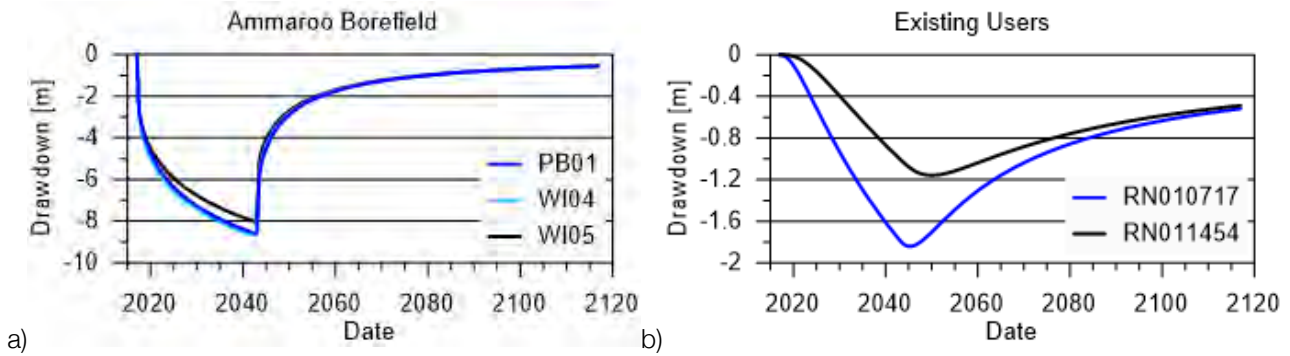 Ammaroo Borefield
0
-2
-4
-6
-8
-10
Drawdown [m]
PB01
WI04
WI05
2020 2040 2060 2080 2100 2120
Date
a)
Existing Users
0
-0.4
-0.8
-1.2
-1.6
-2
Drawdown [m]
RN010717
RN011454
2020 2040 2060 2080 2100 2120
Date
b)